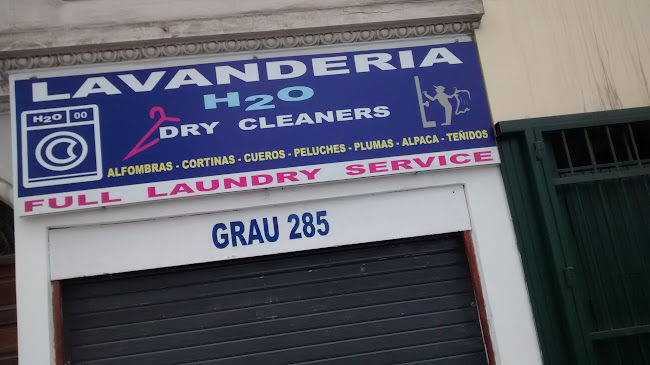 LAVANDERIA
H2O
H2O 00
DRY CLEANERS
ALFOMBRAS - CORTINAS - CUEROS - PELUCHES - PLUMAS - ALPACA - TEÑIDOS
FULL LAUNDRY SERVICE
GRAU 285